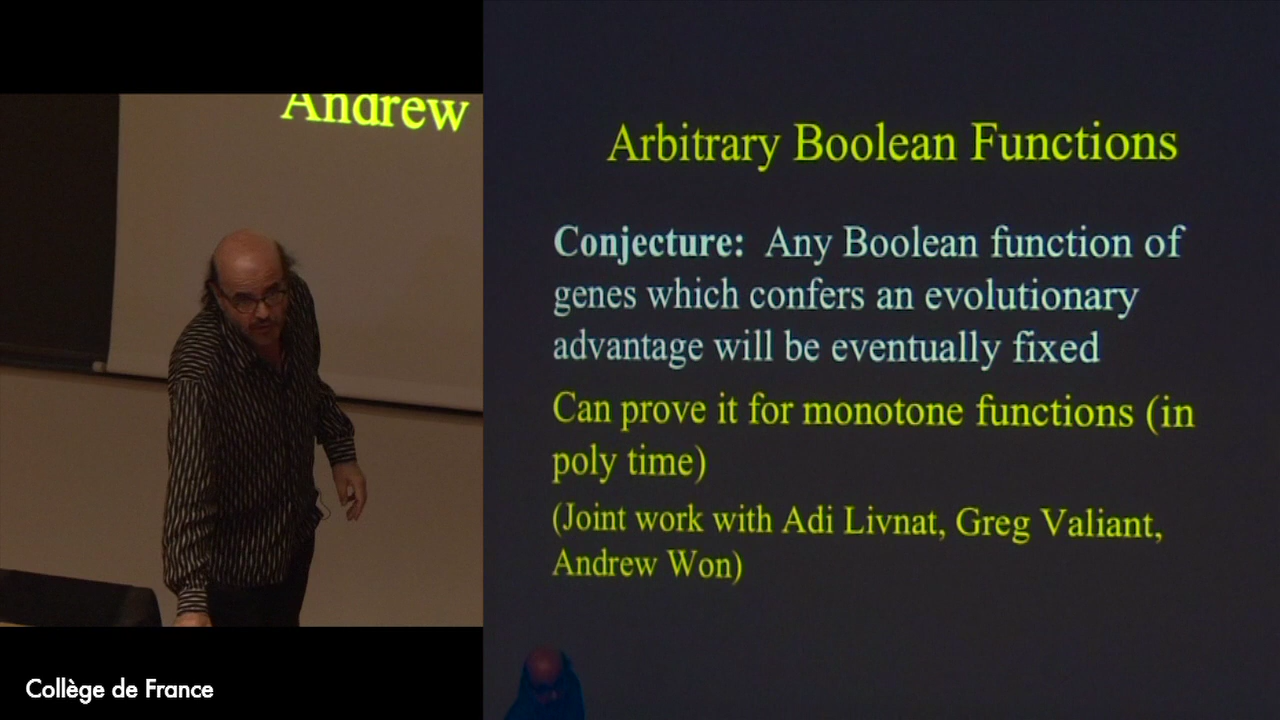 Andrew
Arbitrary Boolean Functions
Conjecture: Any Boolean function of
genes which confers an evolutionary
advantage will be eventually fixed
Can prove it for monotone functions (in
poly time)
(Joint work with Adi Livnat, Greg Valiant,
Andrew Won)
Collège de France